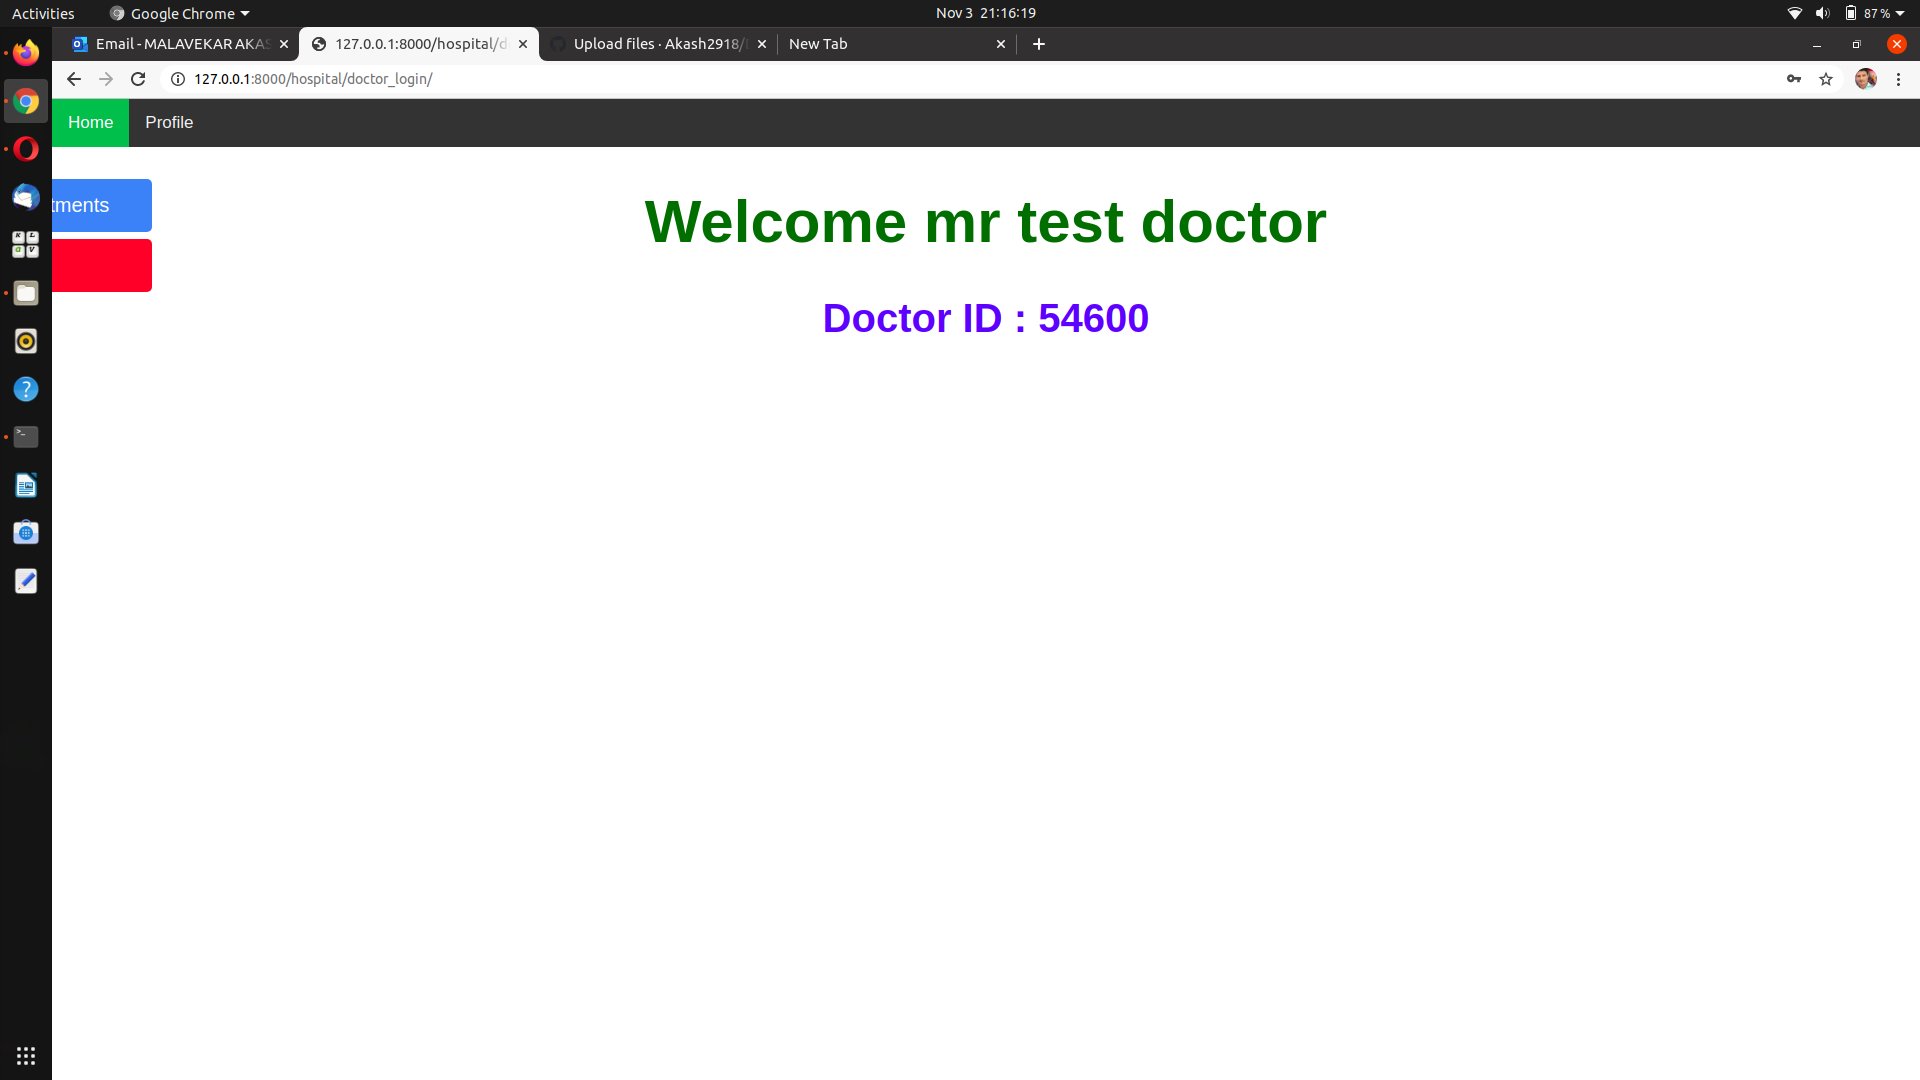 Activities
Google Chrome
Nov 3 21:16:19
87 %
Email - MALAVEKAR AKAS
127.0.0.1:8000/hospital/d
Upload files · Akash2918/
New Tab
127.0.0.1:8000/hospital/doctor_login/
Home
Profile
tments
Welcome mr test doctor
Doctor ID : 54600